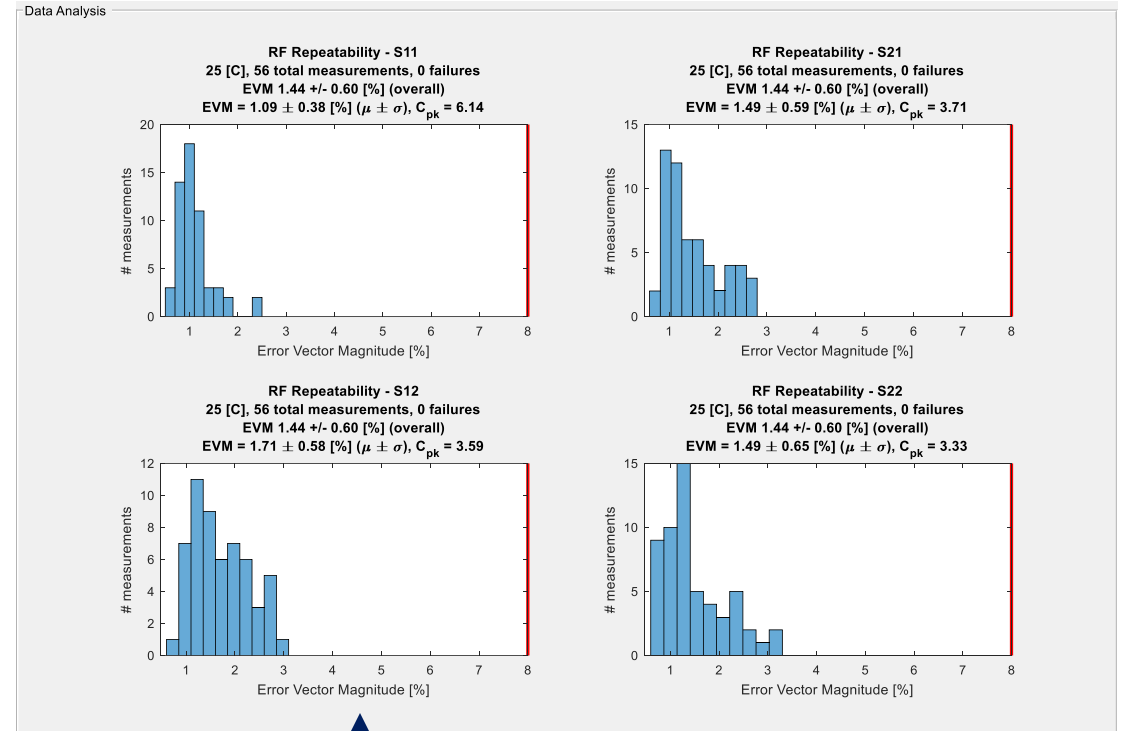 Data Analysis
RF Repeatability - S11
25 [C], 56 total measurements, 0 failures
EVM 1.44 +/- 0.60 [%] (overall)
EVM = 1.09 ± 0.38 [%] (μ ± σ), Cpk = 6.14
20
15
10
5
0
# measurements
1 2 3 4 5 6 7 8
Error Vector Magnitude [%]
RF Repeatability - S21
25 [C], 56 total measurements, 0 failures
EVM 1.44 +/- 0.60 [%] (overall)
EVM = 1.49 ± 0.59 [%] (μ ± σ), Cpk = 3.71
15
10
5
0
# measurements
1 2 3 4 5 6 7 8
Error Vector Magnitude [%]
RF Repeatability - S12
25 [C], 56 total measurements, 0 failures
EVM 1.44 +/- 0.60 [%] (overall)
EVM = 1.71 ± 0.58 [%] (μ ± σ), Cpk = 3.59
12
10
8
6
4
2
0
# measurements
1 2 3 4 5 6 7 8
Error Vector Magnitude [%]
RF Repeatability - S22
25 [C], 56 total measurements, 0 failures
EVM 1.44 +/- 0.60 [%] (overall)
EVM = 1.49 ± 0.65 [%] (μ ± σ), Cpk = 3.33
15
10
5
0
# measurements
1 2 3 4 5 6 7 8
Error Vector Magnitude [%]